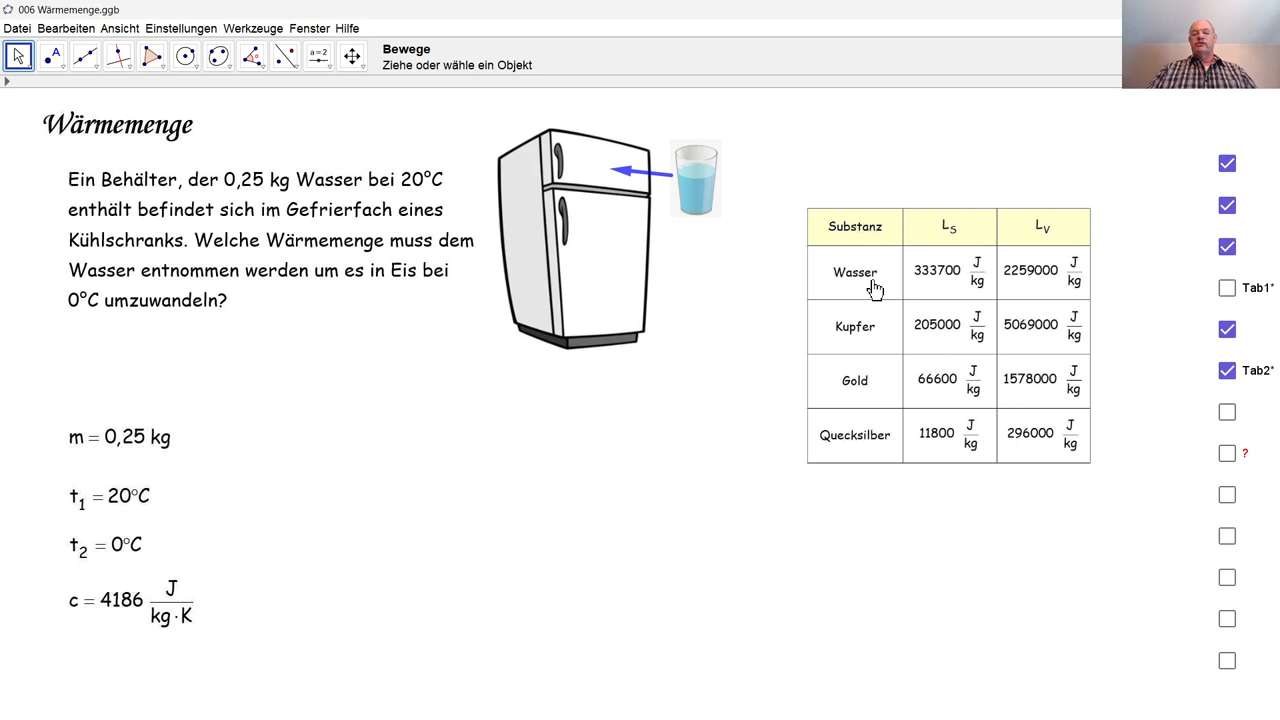 006 Wärmemenge.ggb
Datei Bearbeiten Ansicht Einstellungen Werkzeuge Fenster Hilfe
A
a=2
Bewege
Ziehe oder wähle ein Objekt
Wärmemenge
Ein Behälter, der 0,25 kg Wasser bei 20°C
enthält befindet sich im Gefrierfach eines
Kühlschranks. Welche Wärmemenge muss dem
Wasser entnommen werden um es in Eis bei
0°C umzuwandeln?
m = 0,25 kg
t₁ = 20°C
t₂ = 0°C
c = 4186 J/(kg·K)
Substanz L_S L_V
Wasser 333700 J/kg 2259000 J/kg
Kupfer 205000 J/kg 5069000 J/kg
Gold 66600 J/kg 1578000 J/kg
Quecksilber 11800 J/kg 296000 J/kg
Tab1*
Tab2*
?